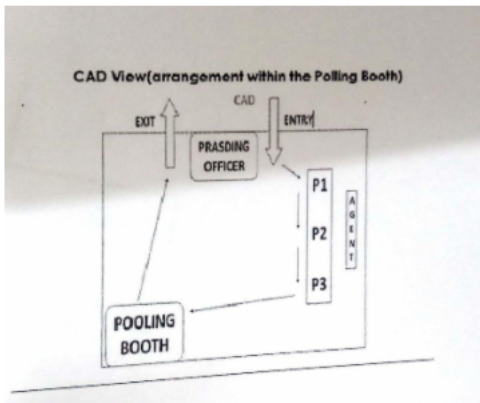 CAD View(arrangement within the Polling Booth)
CAD
EXIT
ENTRY
PRASDING
OFFICER
P1
P2
P3
AGENT
POOLING
BOOTH